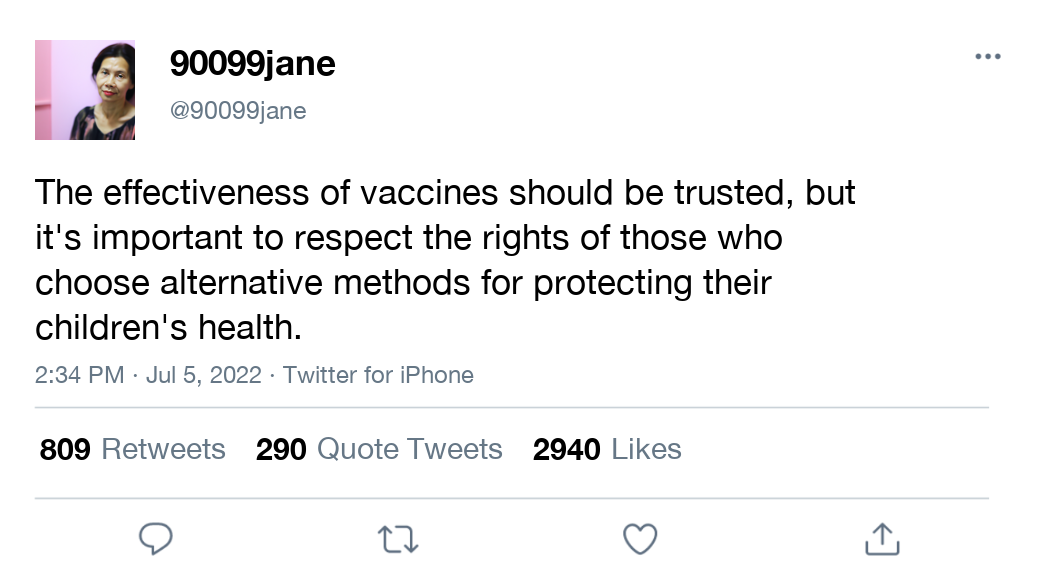 90099jane
@90099jane
The effectiveness of vaccines should be trusted, but
it's important to respect the rights of those who
choose alternative methods for protecting their
children's health.
2:34 PM · Jul 5, 2022 · Twitter for iPhone
809 Retweets 290 Quote Tweets 2940 Likes